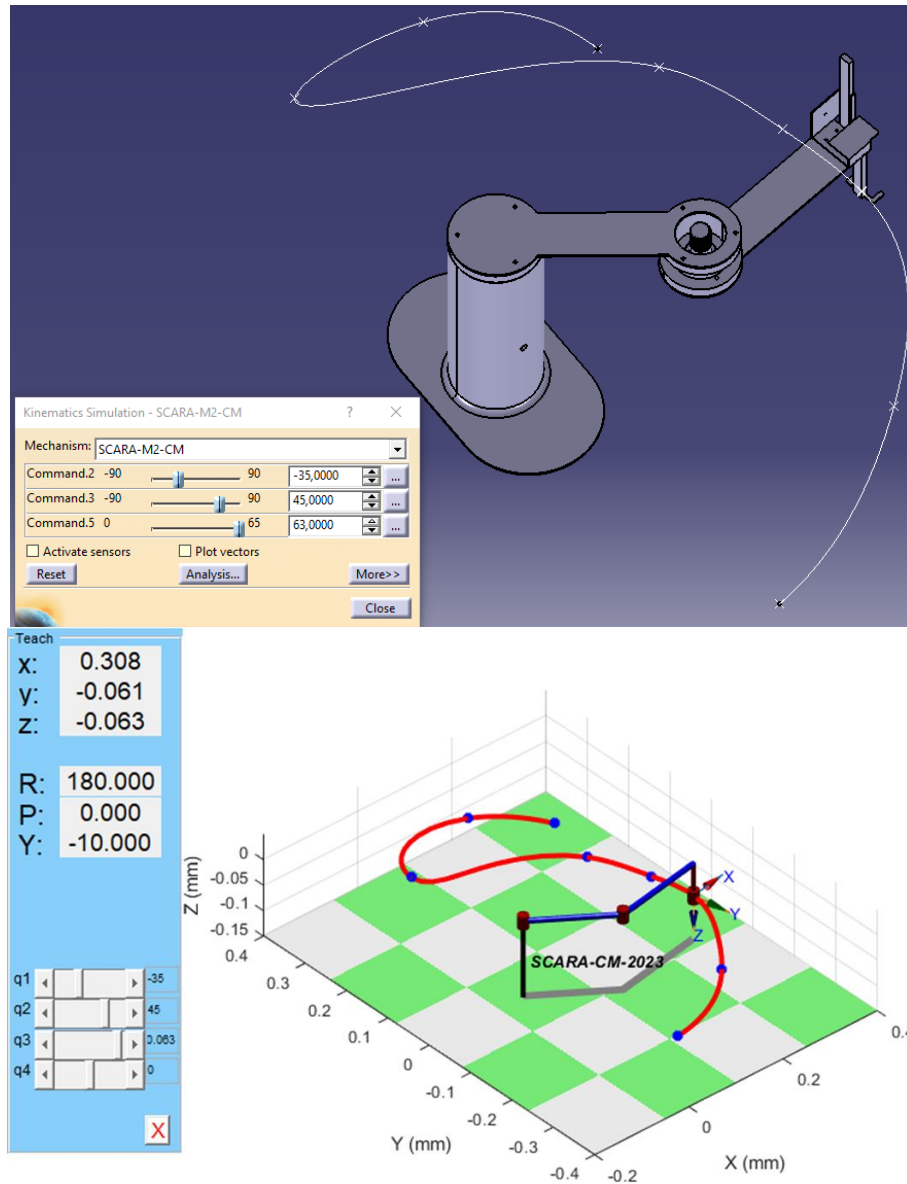 Kinematics Simulation - SCARA-M2-CM ? ×
Mechanism: SCARA-M2-CM
Command.2 -90 90 -35,0000 ...
Command.3 -90 90 45,0000 ...
Command.5 0 65 63,0000 ...
Activate sensors Plot vectors
Reset Analysis... More>>
Close
Teach
x: 0.308
y: -0.061
z: -0.063
R: 180.000
P: 0.000
Y: -10.000
q1 -35
q2 45
q3 0.063
q4 0
X
Z (mm)
0
-0.05
-0.1
-0.15
0.4
0.3
0.2
0.1
0
-0.1
-0.2
-0.3
-0.4
Y (mm)
-0.2
0
0.2
0.4
X (mm)
SCARA-CM-2023
X
Y
Z